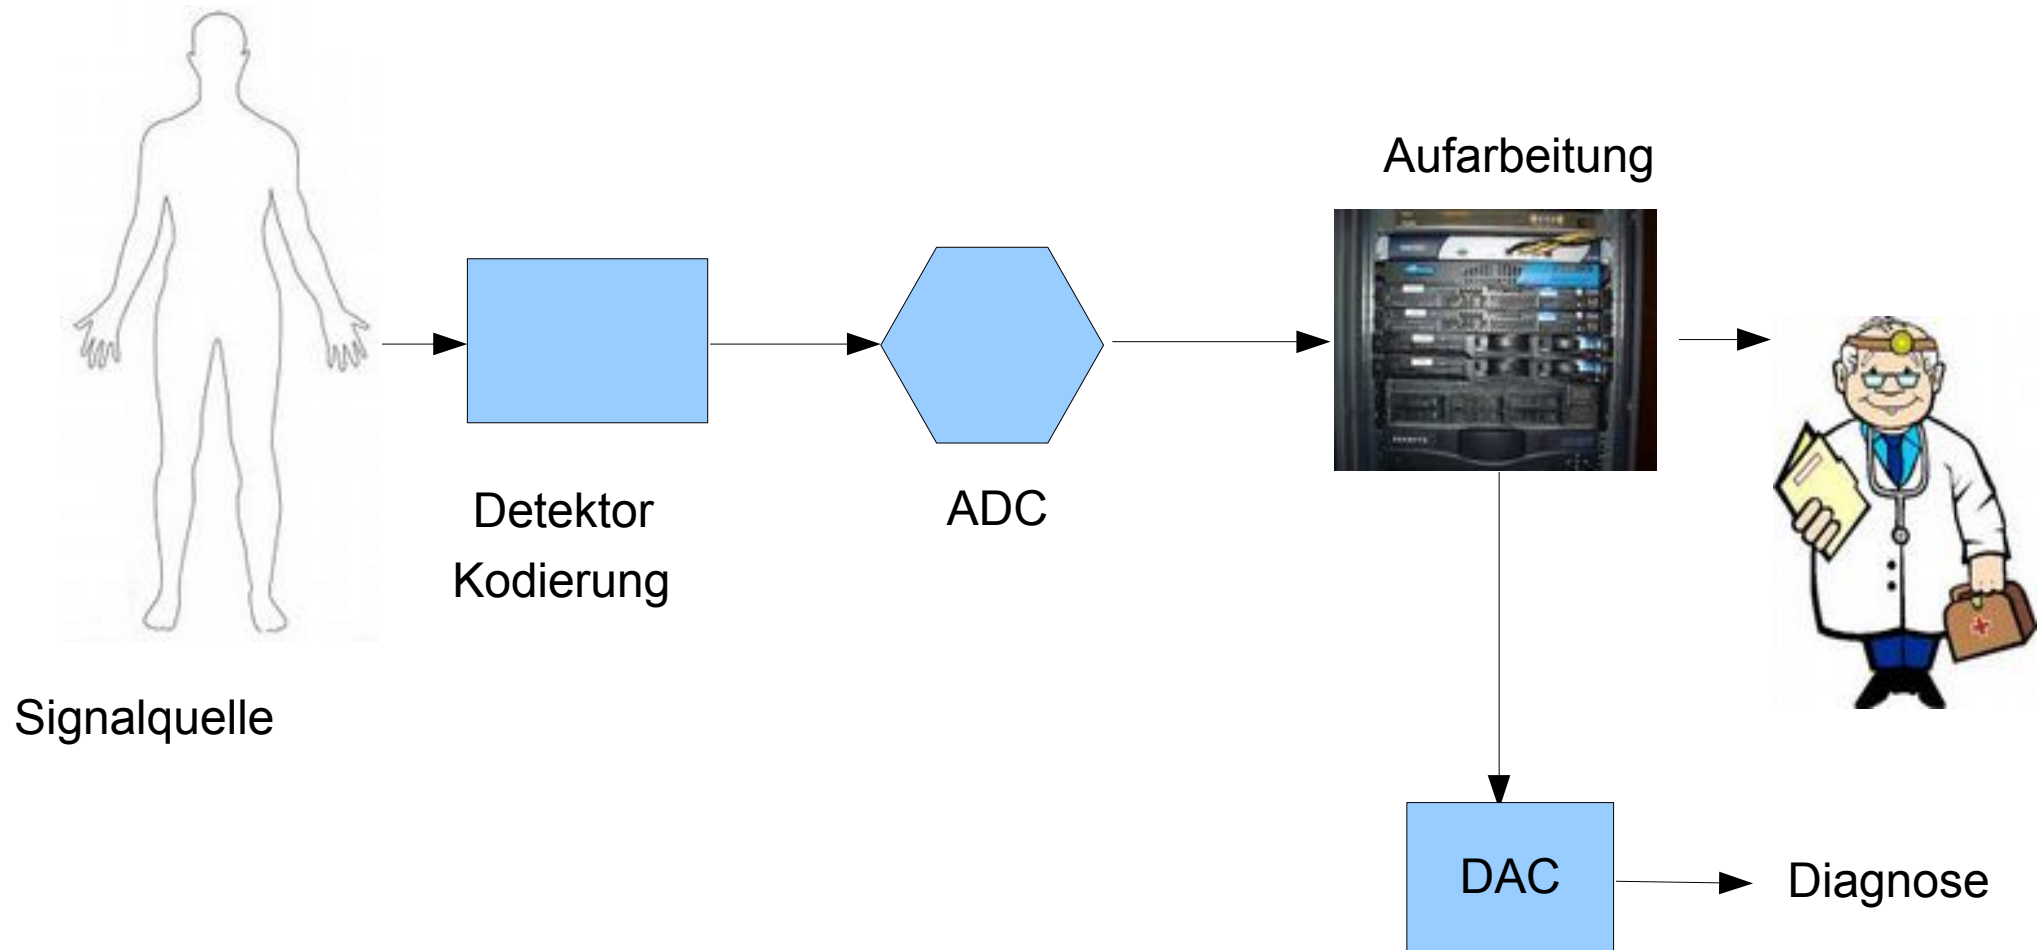 Aufarbeitung
Detektor
Kodierung
ADC
Signalquelle
DAC
Diagnose